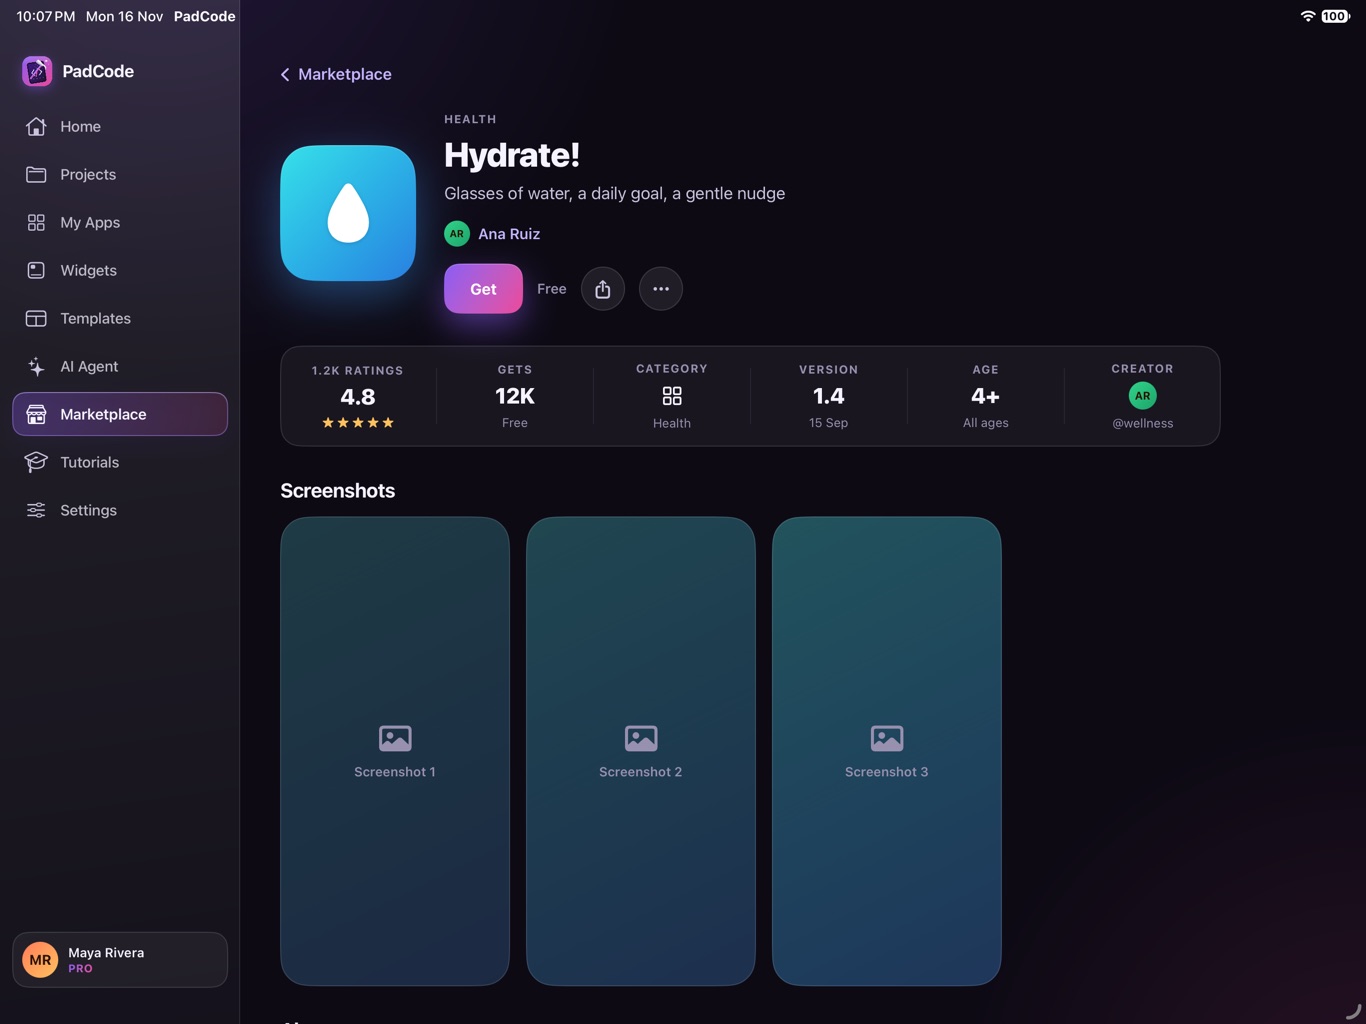 10:07 PM Mon 16 Nov PadCode
100
PadCode
Home
Projects
My Apps
Widgets
Templates
AI Agent
Marketplace
Tutorials
Settings
MR
Maya Rivera
PRO
Marketplace
HEALTH
Hydrate!
Glasses of water, a daily goal, a gentle nudge
AR Ana Ruiz
Get Free
1.2K RATINGS
4.8
GETS
12K
Free
CATEGORY
Health
VERSION
1.4
15 Sep
AGE
4+
All ages
CREATOR
AR
@wellness
Screenshots
Screenshot 1
Screenshot 2
Screenshot 3